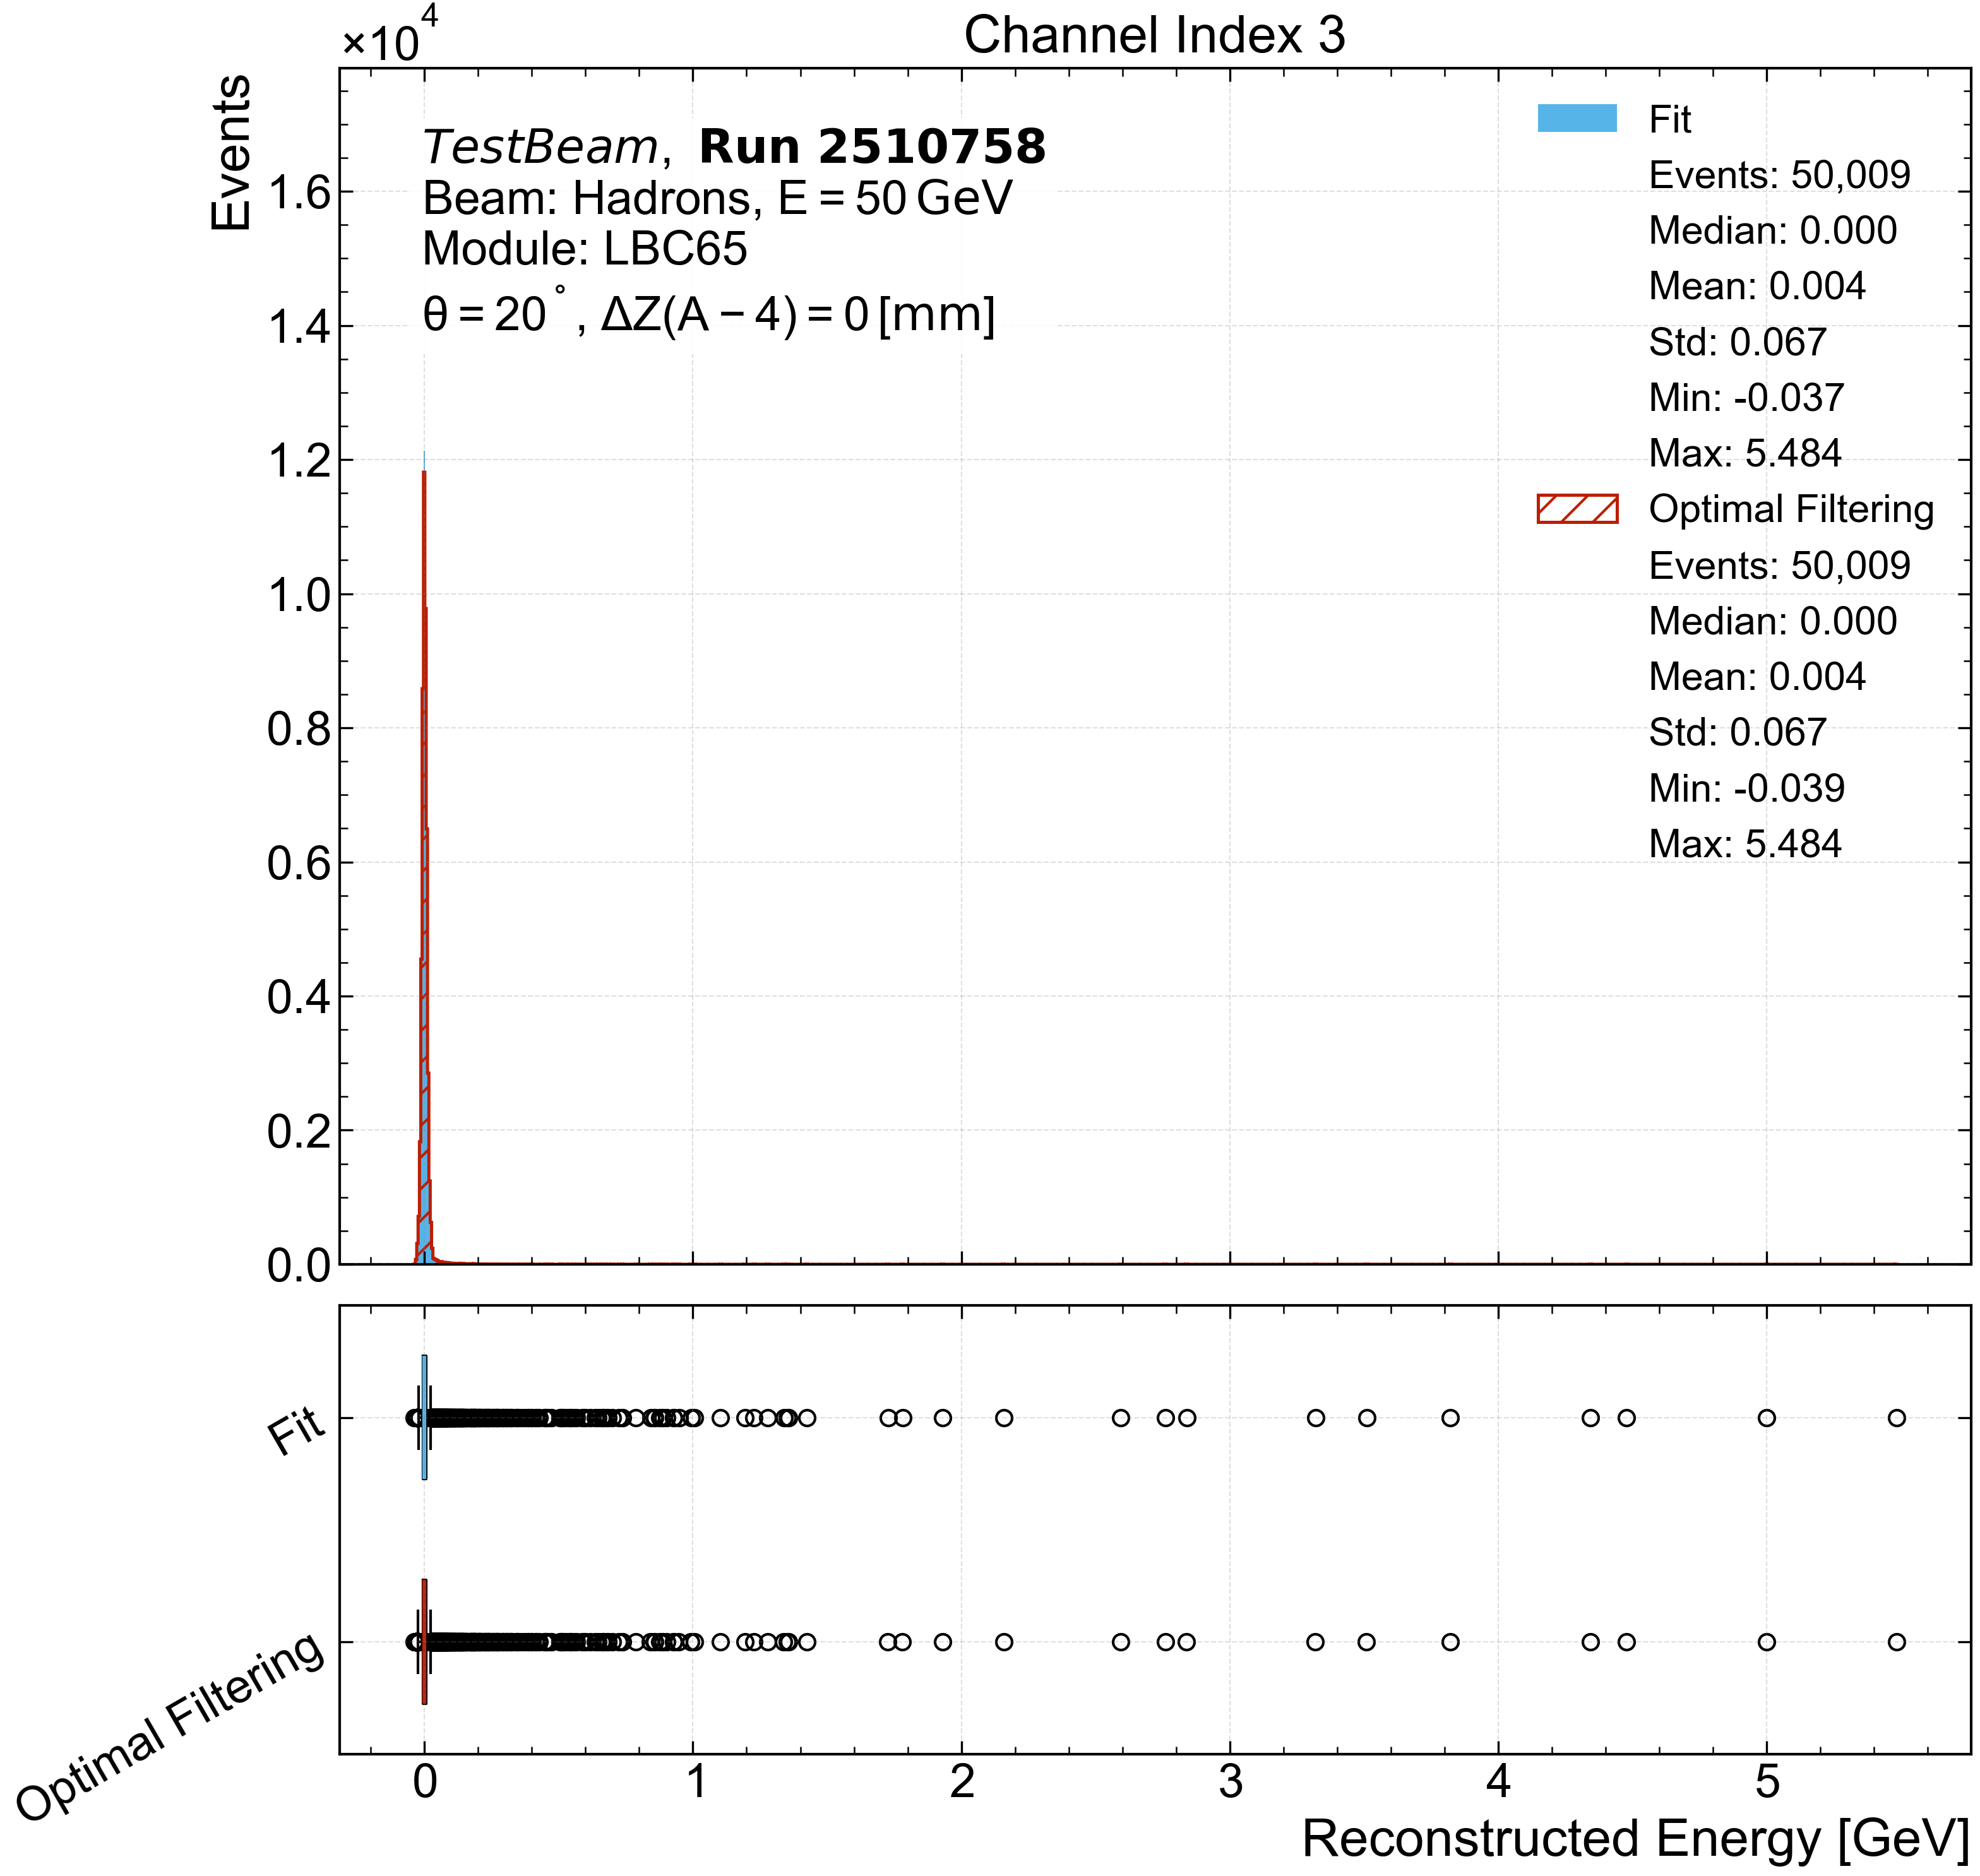 Channel Index 3
×10⁴
Events
TestBeam, Run 2510758
Beam: Hadrons, E = 50 GeV
Module: LBC65
θ = 20°, ΔZ(A − 4) = 0 [mm]
Fit
Events: 50,009
Median: 0.000
Mean: 0.004
Std: 0.067
Min: -0.037
Max: 5.484
Optimal Filtering
Events: 50,009
Median: 0.000
Mean: 0.004
Std: 0.067
Min: -0.039
Max: 5.484
1.6
1.4
1.2
1.0
0.8
0.6
0.4
0.2
0.0
Fit
Optimal Filtering
0 1 2 3 4 5
Reconstructed Energy [GeV]